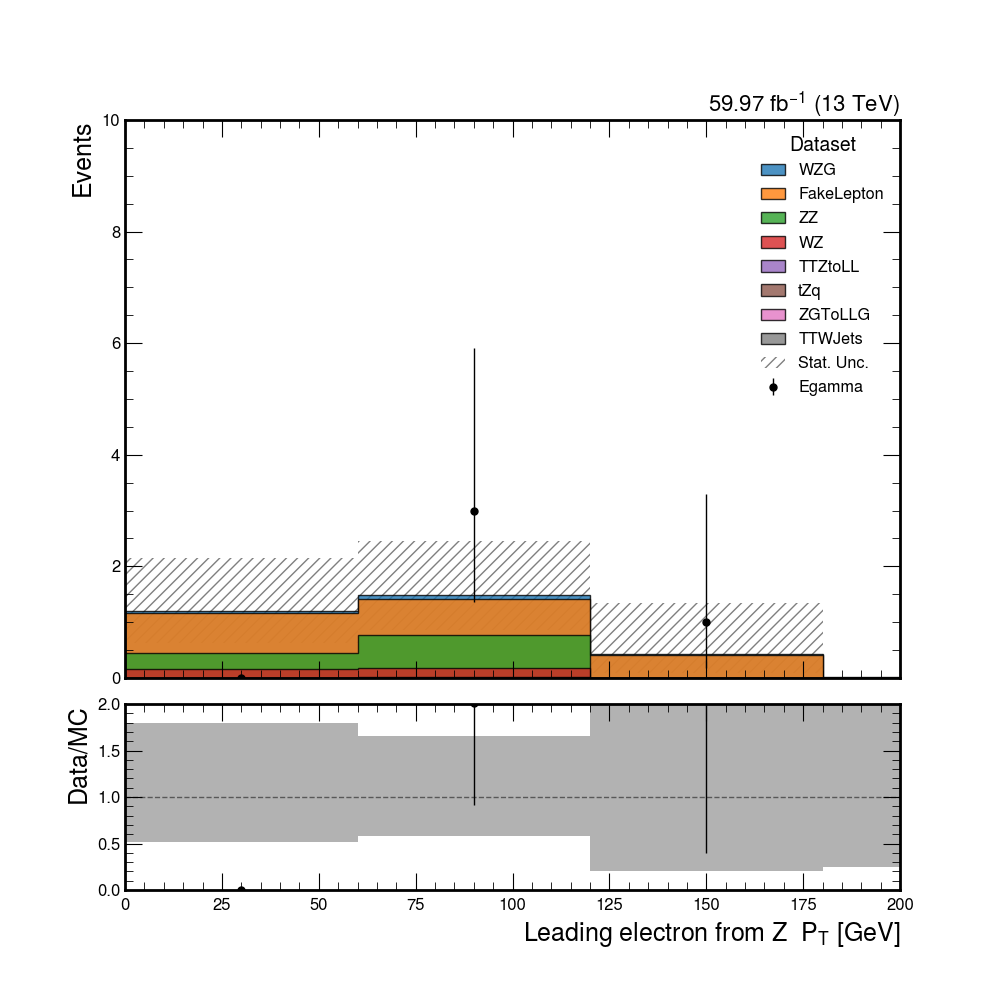 59.97 fb⁻¹ (13 TeV)
Events
10
8
6
4
2
0
Dataset
WZG
FakeLepton
ZZ
WZ
TTZtoLL
tZq
ZGToLLG
TTWJets
Stat. Unc.
Egamma
Data/MC
2.0
1.5
1.0
0.5
0.0
0 25 50 75 100 125 150 175 200
Leading electron from Z P_T [GeV]